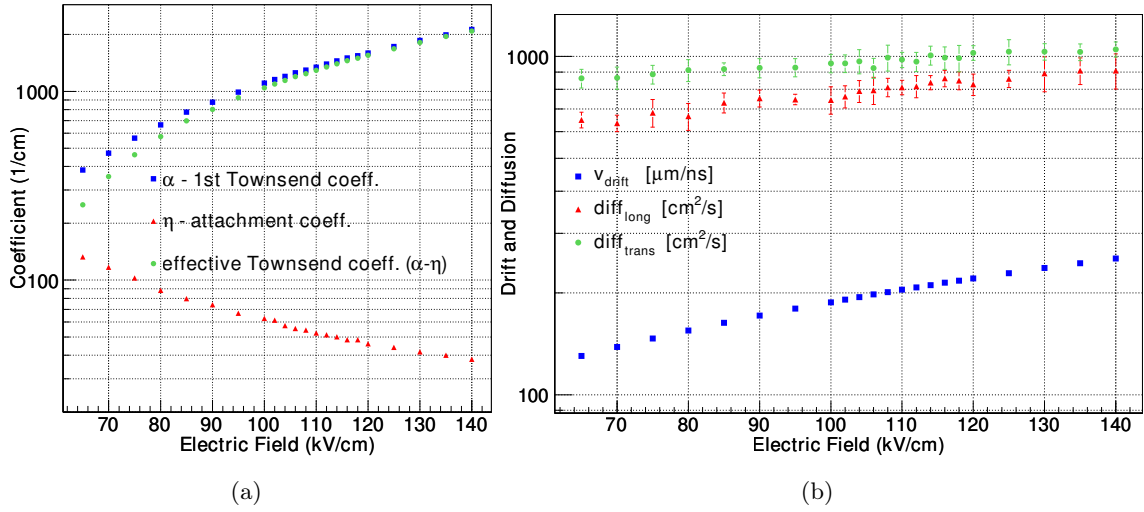 Coefficient (1/cm)
1000
100
α - 1st Townsend coeff.
η - attachment coeff.
effective Townsend coeff. (α-η)
70 80 90 100 110 120 130 140
Electric Field (kV/cm)
(a)
Drift and Diffusion
1000
100
v_drift [μm/ns]
diff_long [cm²/s]
diff_trans [cm²/s]
70 80 90 100 110 120 130 140
Electric Field (kV/cm)
(b)